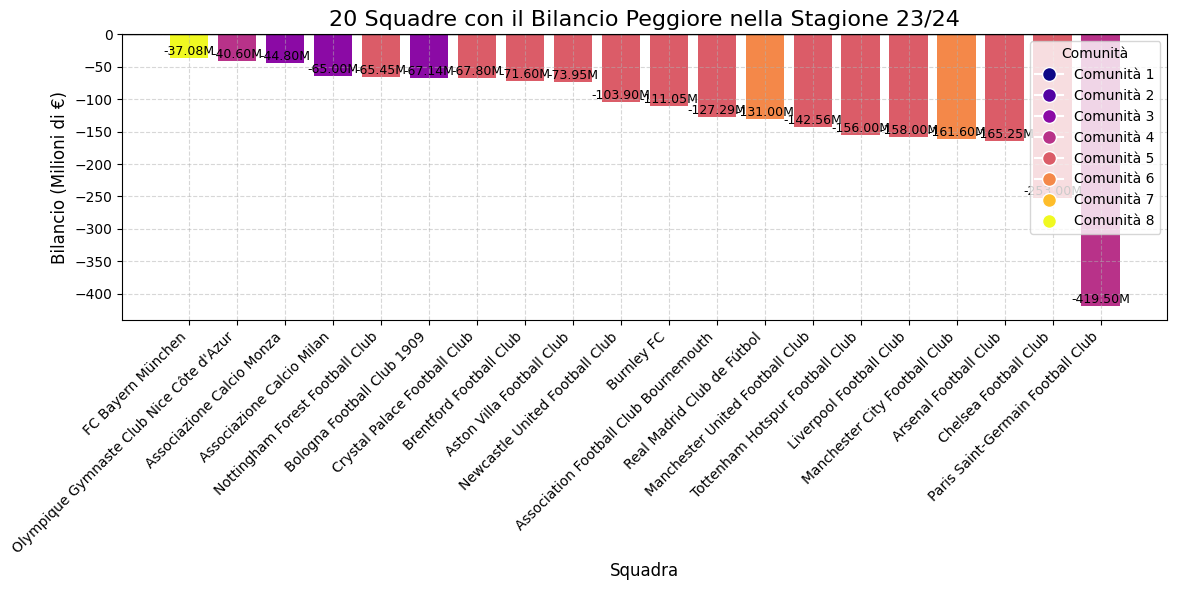 20 Squadre con il Bilancio Peggiore nella Stagione 23/24
Bilancio (Milioni di €)
0
−50
−100
−150
−200
−250
−300
−350
−400
-37.08M
-40.60M
-44.80M
-65.00M
-65.45M
-67.14M
-67.80M
-71.60M
-73.95M
-103.90M
-111.05M
-127.29M
-131.00M
-142.56M
-156.00M
-158.00M
-161.60M
-165.25M
-419.50M
Comunità
Comunità 1
Comunità 2
Comunità 3
Comunità 4
Comunità 5
Comunità 6
Comunità 7
Comunità 8
FC Bayern München
Olympique Gymnaste Club Nice Côte d'Azur
Associazione Calcio Monza
Associazione Calcio Milan
Nottingham Forest Football Club
Bologna Football Club 1909
Crystal Palace Football Club
Brentford Football Club
Aston Villa Football Club
Newcastle United Football Club
Burnley FC
Association Football Club Bournemouth
Real Madrid Club de Fútbol
Manchester United Football Club
Tottenham Hotspur Football Club
Liverpool Football Club
Manchester City Football Club
Arsenal Football Club
Chelsea Football Club
Paris Saint-Germain Football Club
Squadra